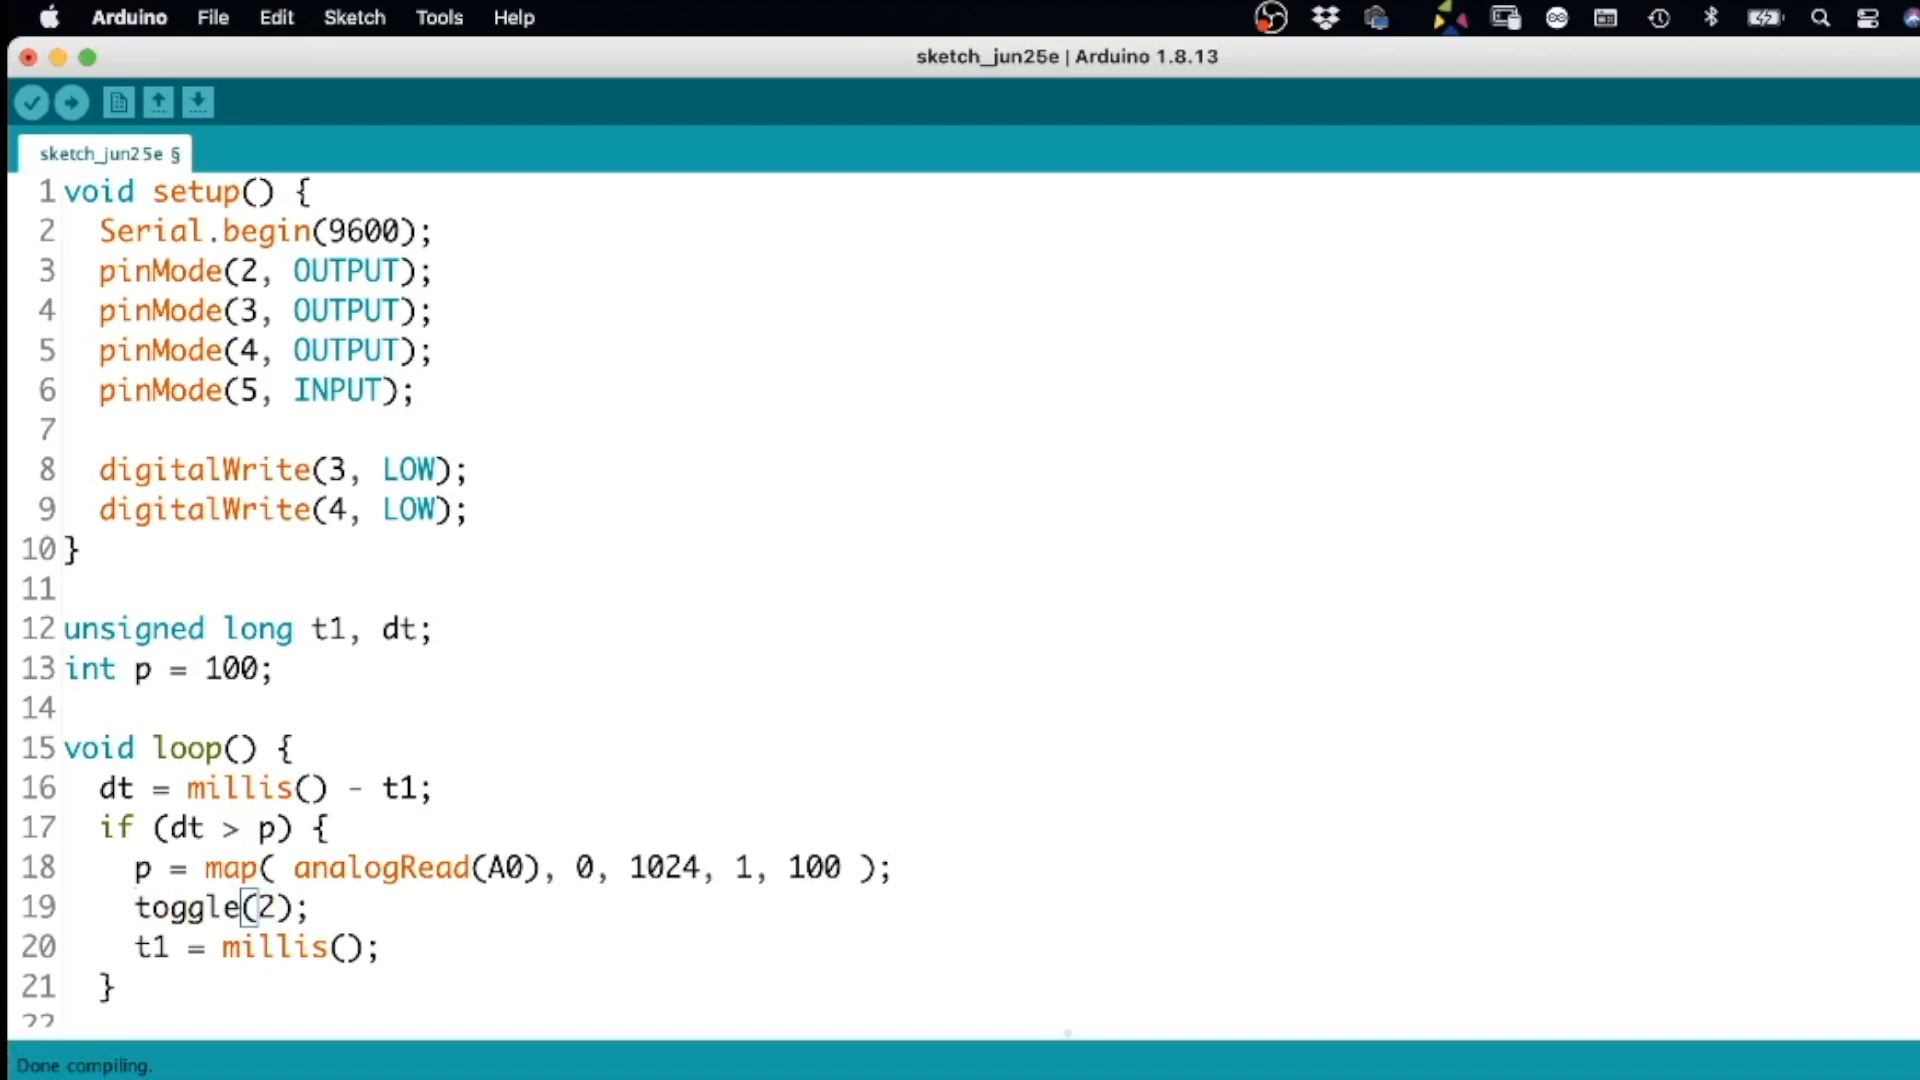 Arduino File Edit Sketch Tools Help
sketch_jun25e | Arduino 1.8.13
sketch_jun25e §
1 void setup() {
2   Serial.begin(9600);
3   pinMode(2, OUTPUT);
4   pinMode(3, OUTPUT);
5   pinMode(4, OUTPUT);
6   pinMode(5, INPUT);
7
8   digitalWrite(3, LOW);
9   digitalWrite(4, LOW);
10 }
11
12 unsigned long t1, dt;
13 int p = 100;
14
15 void loop() {
16   dt = millis() - t1;
17   if (dt > p) {
18     p = map( analogRead(A0), 0, 1024, 1, 100 );
19     toggle(2);
20     t1 = millis();
21   }
22
Done compiling.